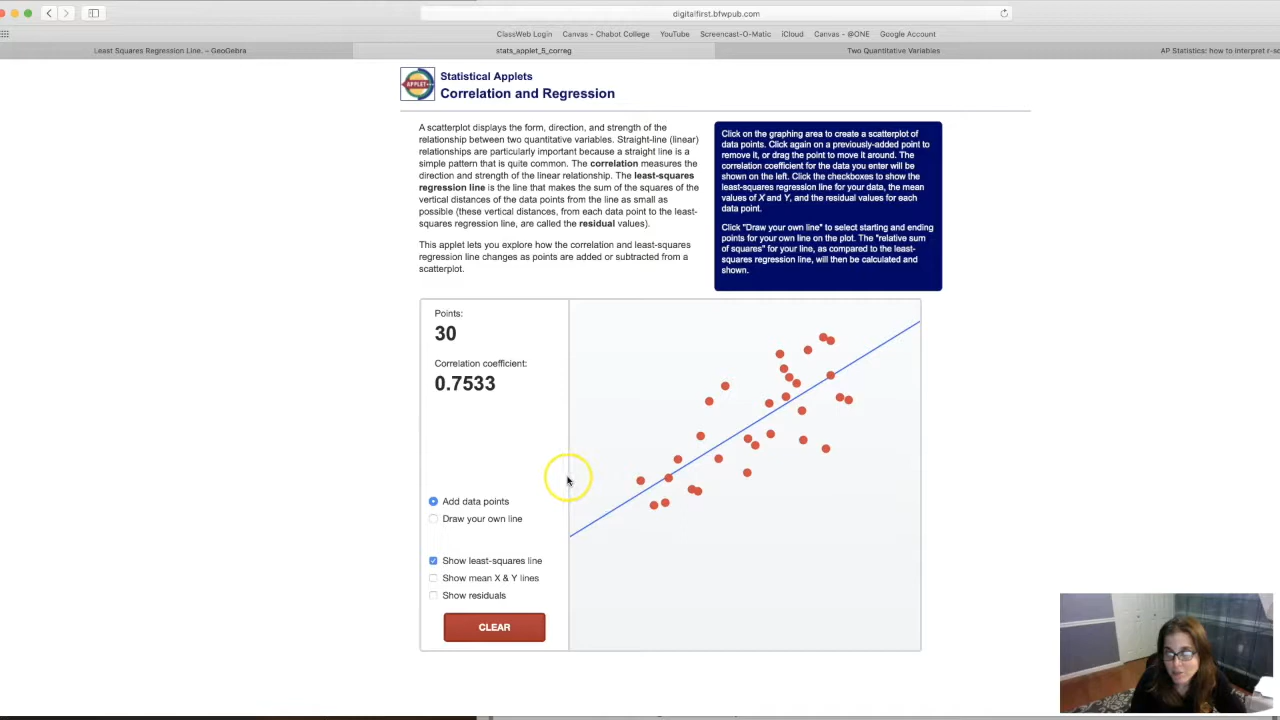 digitalfirst.bfwpub.com
ClassWeb Login Canvas - Chabot College YouTube Screencast-O-Matic iCloud Canvas - @ONE Google Account
Least Squares Regression Line. – GeoGebra stats_applet_5_correg Two Quantitative Variables AP Statistics: how to interpret r-sc
APPLET
Statistical Applets
Correlation and Regression
A scatterplot displays the form, direction, and strength of the
relationship between two quantitative variables. Straight-line (linear)
relationships are particularly important because a straight line is a
simple pattern that is quite common. The correlation measures the
direction and strength of the linear relationship. The least-squares
regression line is the line that makes the sum of the squares of the
vertical distances of the data points from the line as small as
possible (these vertical distances, from each data point to the least-
squares regression line, are called the residual values).
This applet lets you explore how the correlation and least-squares
regression line changes as points are added or subtracted from a
scatterplot.
Click on the graphing area to create a scatterplot of
data points. Click again on a previously-added point to
remove it, or drag the point to move it around. The
correlation coefficient for the data you enter will be
shown on the left. Click the checkboxes to show the
least-squares regression line for your data, the mean
values of X and Y, and the residual values for each
data point.
Click "Draw your own line" to select starting and ending
points for your own line on the plot. The "relative sum
of squares" for your line, as compared to the least-
squares regression line, will then be calculated and
shown.
Points:
30
Correlation coefficient:
0.7533
Add data points
Draw your own line
Show least-squares line
Show mean X & Y lines
Show residuals
CLEAR